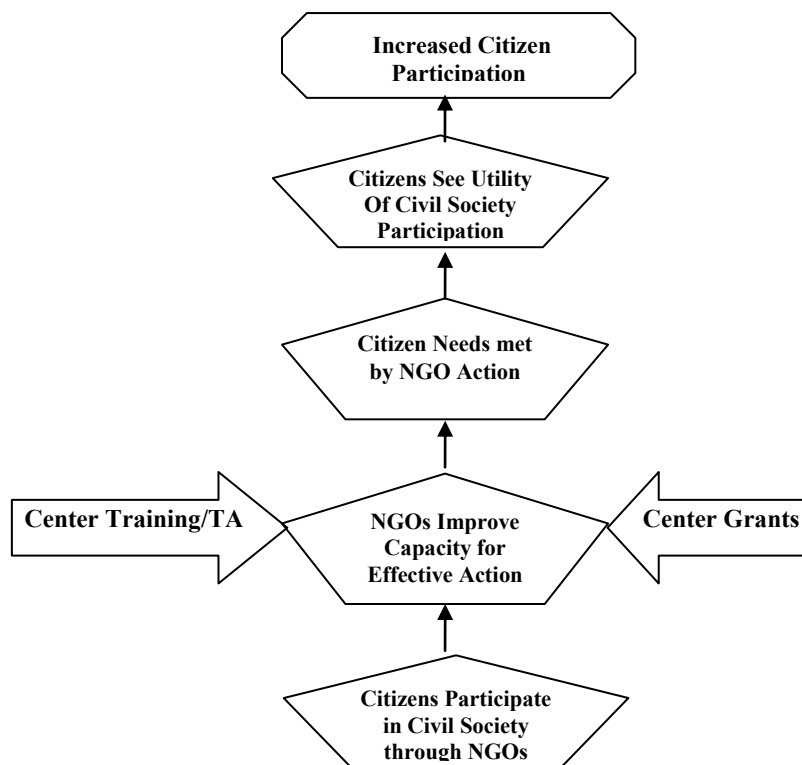 Increased Citizen
Participation
Citizens See Utility
Of Civil Society
Participation
Citizen Needs met
by NGO Action
Center Training/TA
NGOs Improve
Capacity for
Effective Action
Center Grants
Citizens Participate
in Civil Society
through NGOs